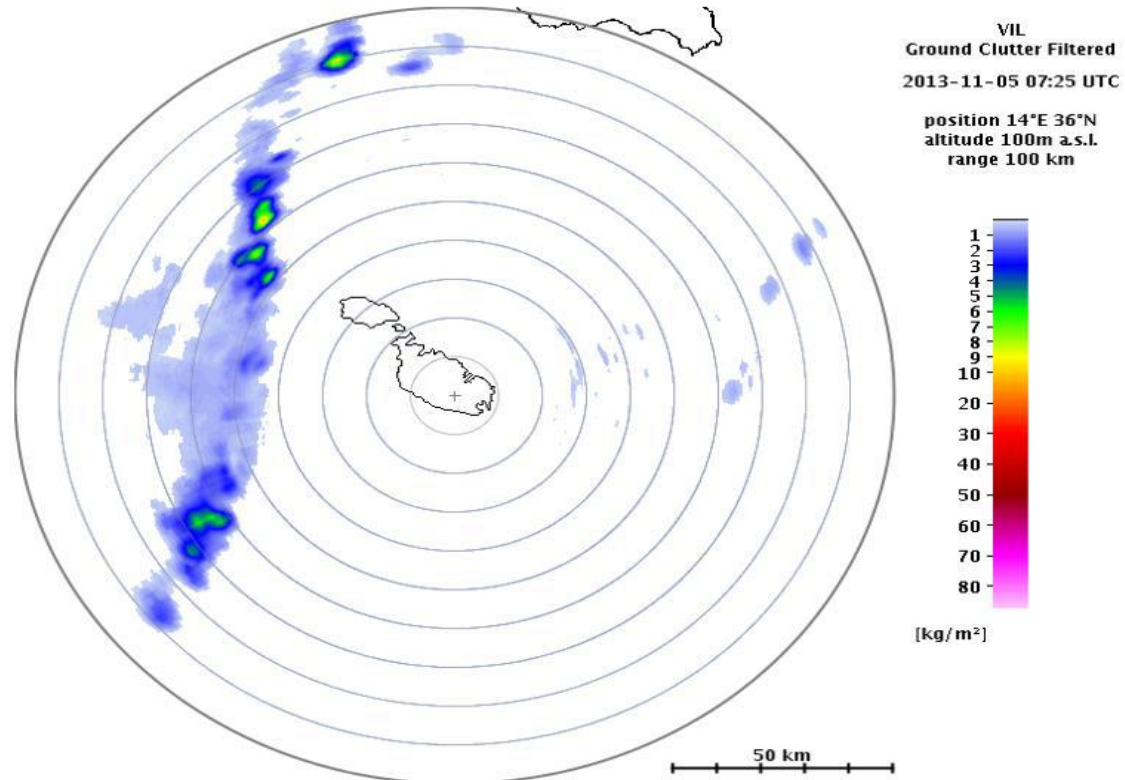 VIL
Ground Clutter Filtered
2013-11-05 07:25 UTC
position 14°E 36°N
altitude 100m a.s.l.
range 100 km
1
2
3
4
5
6
7
8
9
10
20
30
40
50
60
70
80
[kg/m²]
50 km